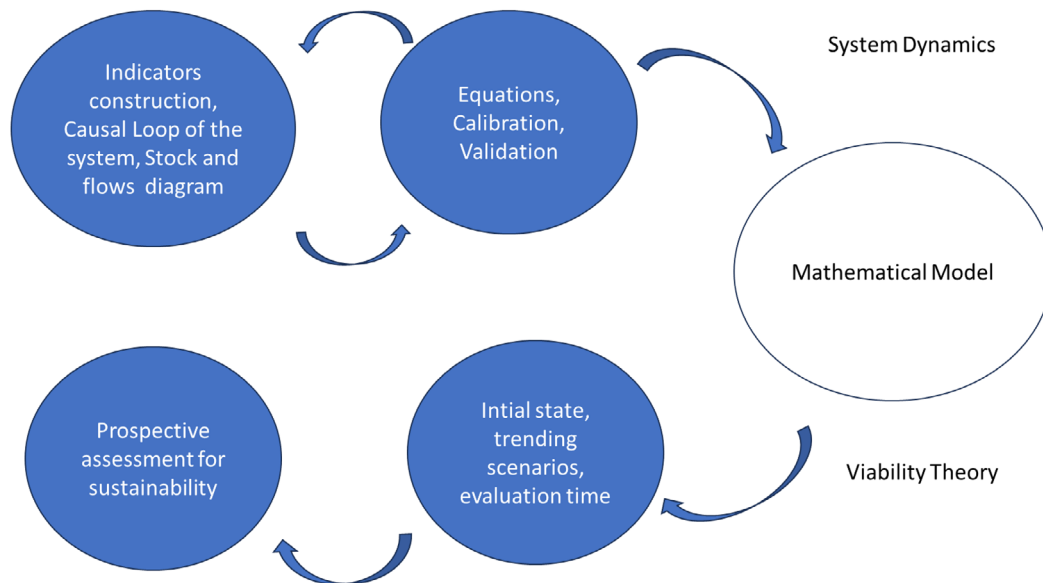 System Dynamics
Indicators
construction,
Causal Loop of the
system, Stock and
flows diagram
Equations,
Calibration,
Validation
Mathematical Model
Prospective
assessment for
sustainability
Intial state,
trending
scenarios,
evaluation time
Viability Theory